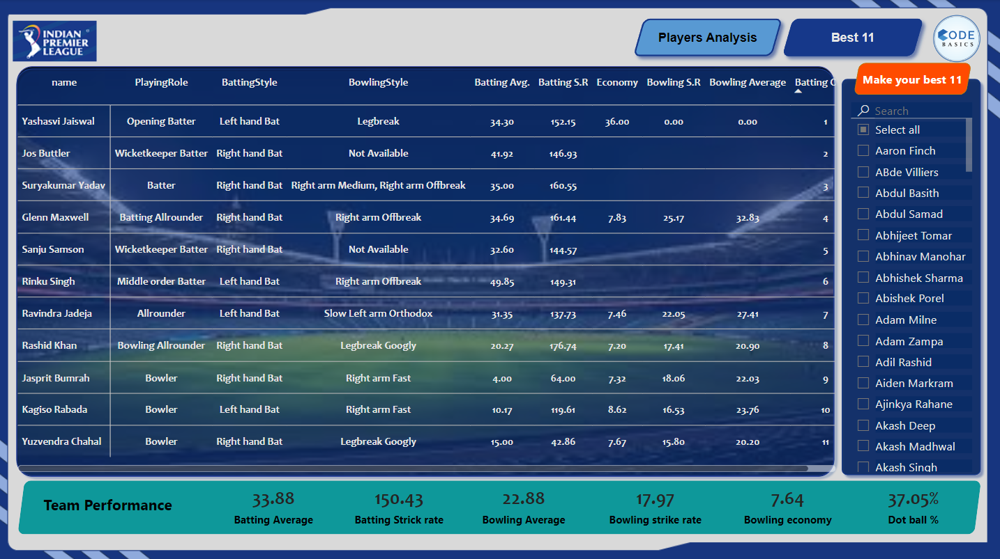 INDIAN
PREMIER
LEAGUE
Players Analysis
Best 11
CODE
BASICS
name PlayingRole BattingStyle BowlingStyle Batting Avg. Batting S.R Economy Bowling S.R Bowling Average Batting
Yashasvi Jaiswal Opening Batter Left hand Bat Legbreak 34.30 152.15 36.00 0.00 0.00 1
Jos Buttler Wicketkeeper Batter Right hand Bat Not Available 41.92 146.93 2
Suryakumar Yadav Batter Right hand Bat Right arm Medium, Right arm Offbreak 35.00 160.55 3
Glenn Maxwell Batting Allrounder Right hand Bat Right arm Offbreak 34.69 161.44 7.83 25.17 32.83 4
Sanju Samson Wicketkeeper Batter Right hand Bat Not Available 32.60 144.57 5
Rinku Singh Middle order Batter Left hand Bat Right arm Offbreak 49.85 149.31 6
Ravindra Jadeja Allrounder Left hand Bat Slow Left arm Orthodox 31.35 137.73 7.46 22.05 27.41 7
Rashid Khan Bowling Allrounder Right hand Bat Legbreak Googly 20.27 176.74 7.20 17.41 20.90 8
Jasprit Bumrah Bowler Right hand Bat Right arm Fast 4.00 64.00 7.32 18.06 22.03 9
Kagiso Rabada Bowler Left hand Bat Right arm Fast 10.17 119.61 8.62 16.53 23.76 10
Yuzvendra Chahal Bowler Right hand Bat Legbreak Googly 15.00 42.86 7.67 15.80 20.20 11
Make your best 11
Search
Select all
Aaron Finch
ABde Villiers
Abdul Basith
Abdul Samad
Abhijeet Tomar
Abhinav Manohar
Abhishek Sharma
Abishek Porel
Adam Milne
Adam Zampa
Adil Rashid
Aiden Markram
Ajinkya Rahane
Akash Deep
Akash Madhwal
Akash Singh
Team Performance
33.88 150.43 22.88 17.97 7.64 37.05%
Batting Average Batting Strick rate Bowling Average Bowling strike rate Bowling economy Dot ball %